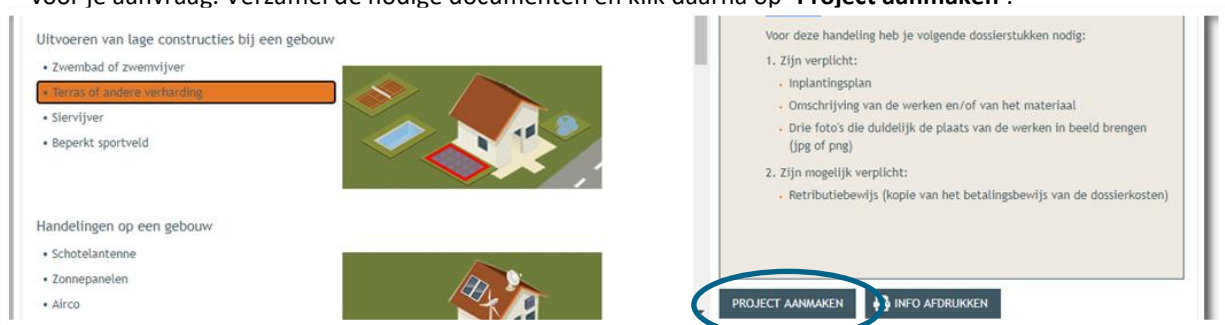 voor je aanvraag. Verzamel de nodige documenten en klik daarna op "Project aanmaken".
Uitvoeren van lage constructies bij een gebouw
• Zwembad of zwemvijver
• Terras of andere verharding
• Siervijver
• Beperkt sportveld
Handelingen op een gebouw
• Schotelantenne
• Zonnepanelen
• Airco
Voor deze handeling heb je volgende dossierstukken nodig:
1. Zijn verplicht:
• Inplantingsplan
• Omschrijving van de werken en/of van het materiaal
• Drie foto's die duidelijk de plaats van de werken in beeld brengen
(jpg of png)
2. Zijn mogelijk verplicht:
• Retributiebewijs (kopie van het betalingsbewijs van de dossierkosten)
PROJECT AANMAKEN
INFO AFDRUKKEN